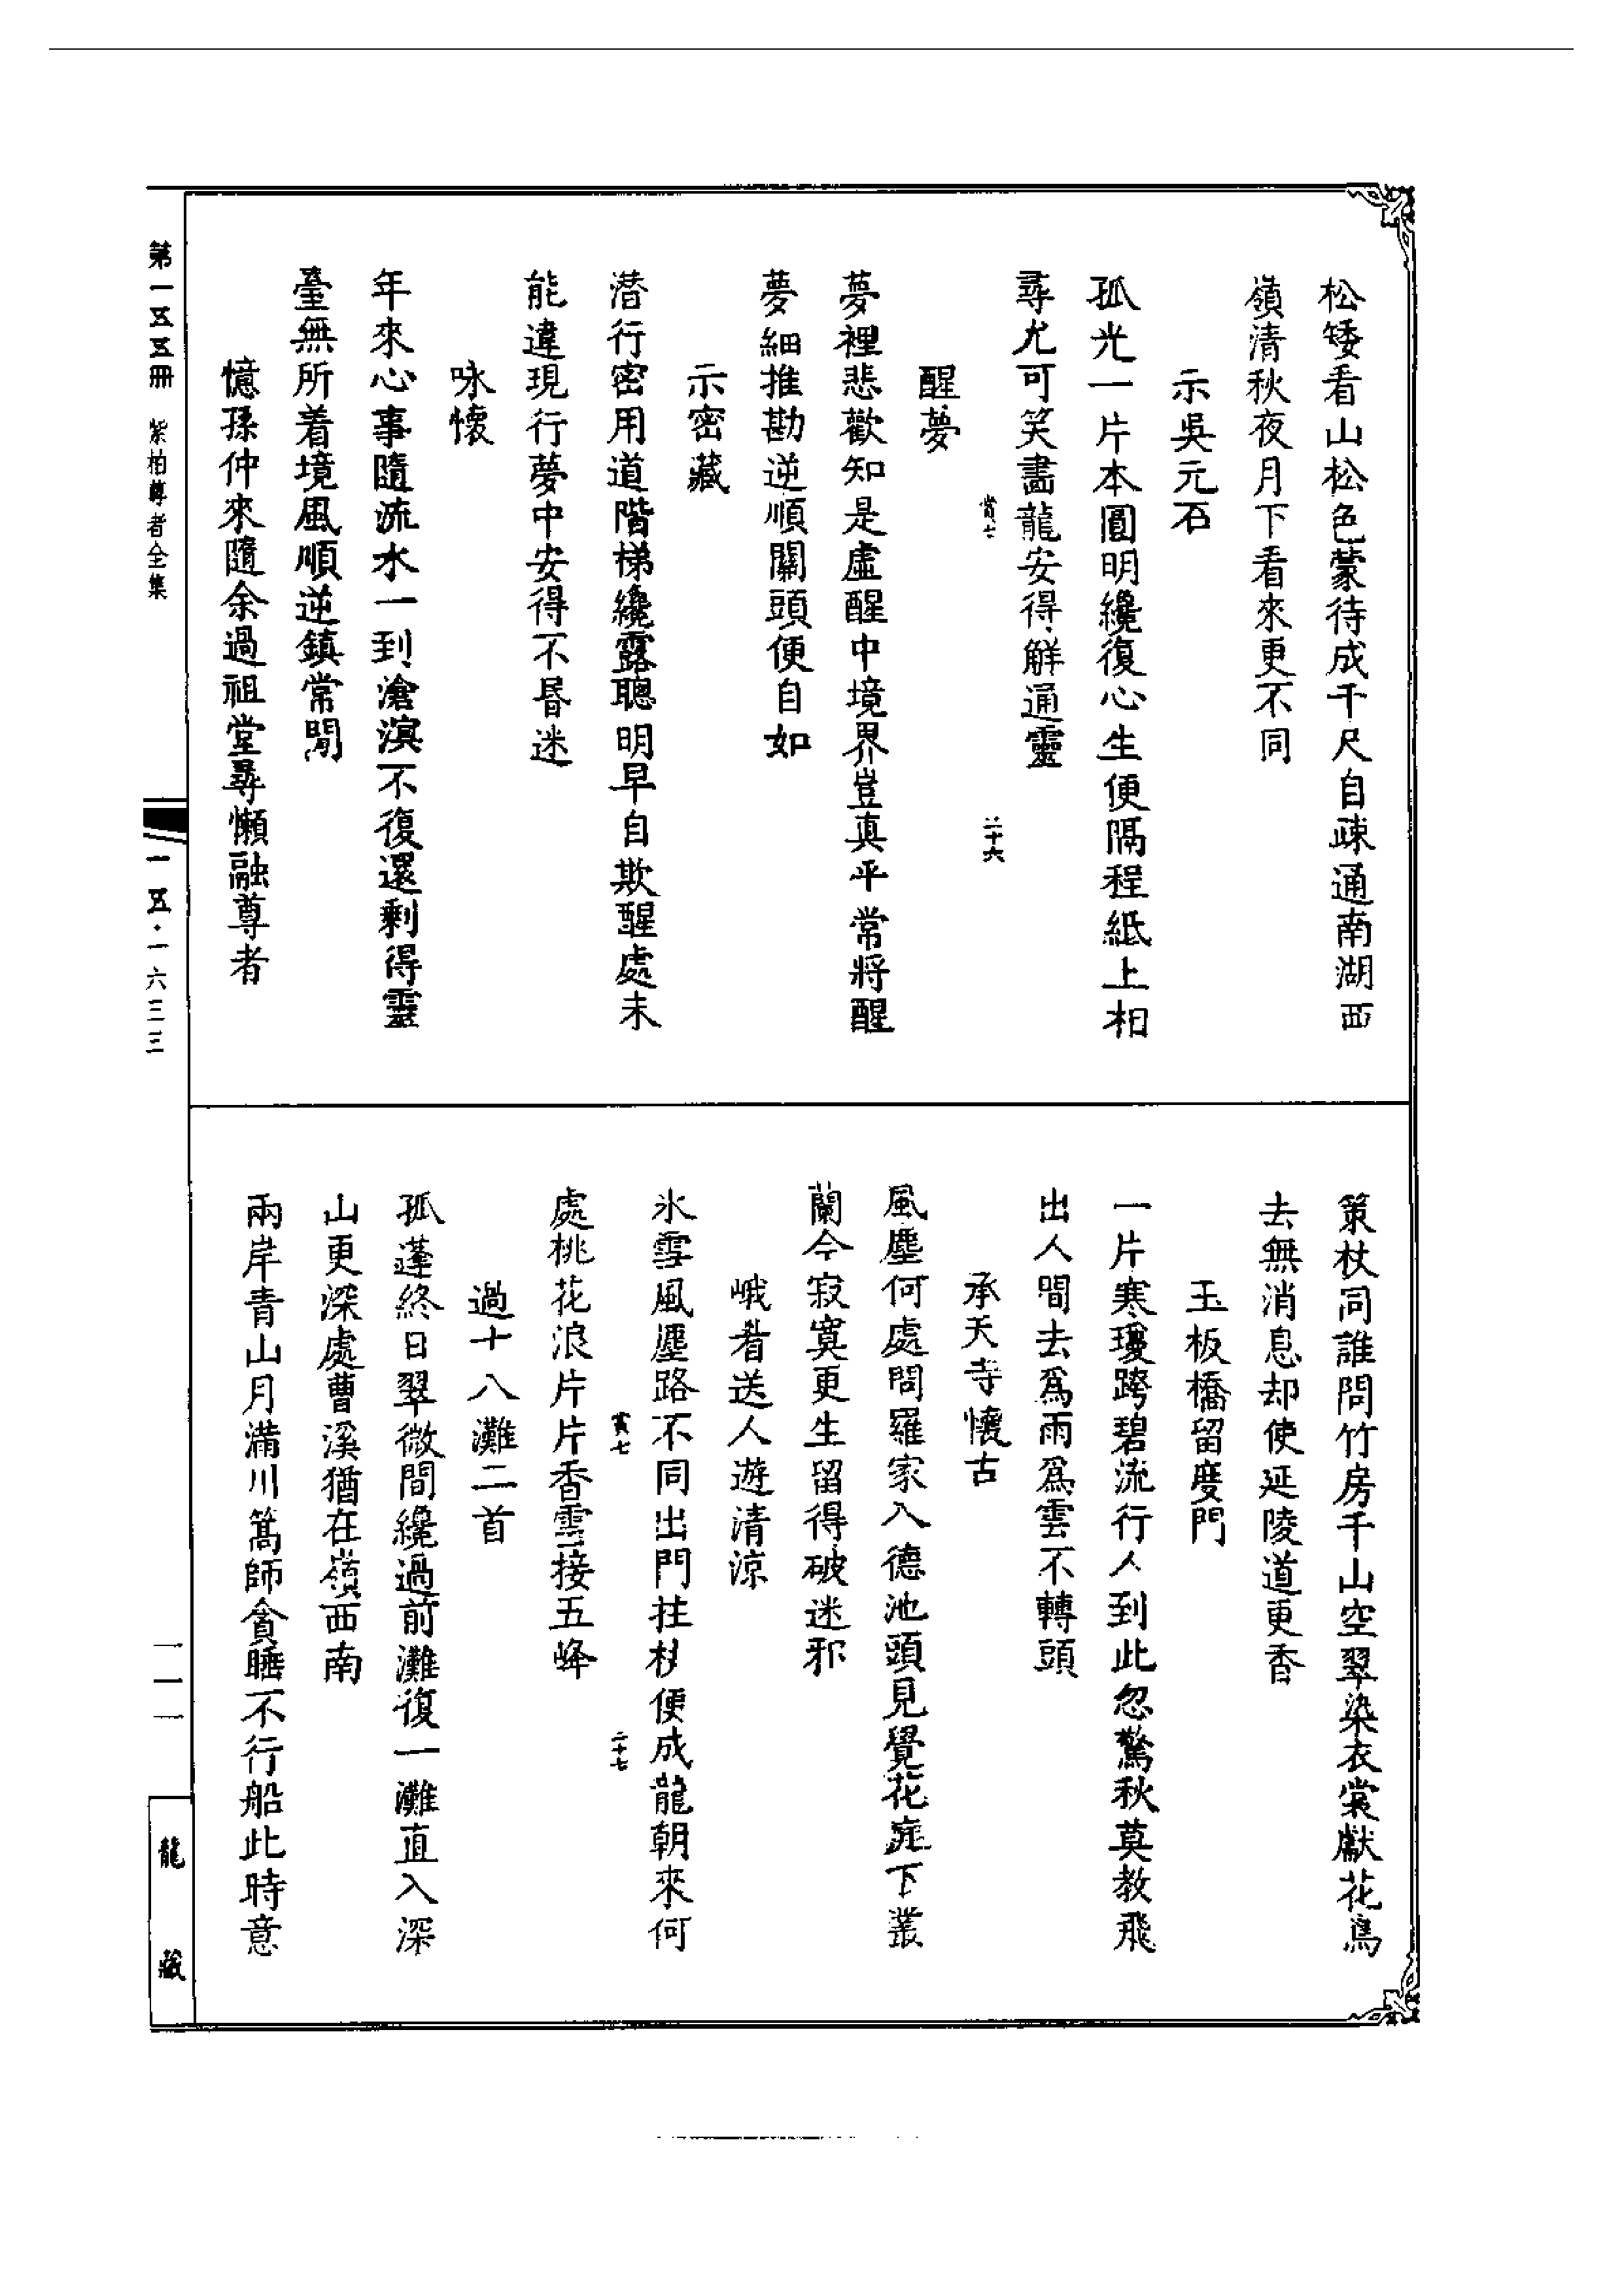 松矮看山松色蒙待成千尺自疎通南湖西
嶺清秋夜月下看來更不同
示吳元石
孤光一片本圓明纔復心生便隔程紙上相
尋尤可笑畫龍安得解通靈
賞七
二十六
醒夢
夢裡悲歡知是虛醒中境界豈真平常將醒
夢細推勘逆順關頭便自如
示密藏
潛行密用道階梯纔露聰明早自欺醒處未
能違現行夢中安得不昏迷
咏懷
年來心事隨流水一到滄溟不復還剩得靈
臺無所着境風順逆鎮常閒
憶孫仲來隨余過祖堂尋懶融尊者
策杖同誰問竹房千山空翠染衣裳獻花鳥
去無消息却使延陵道更香
玉板橋留度門
一片寒瓊跨碧流行人到此忽驚秋莫教飛
出人間去爲雨爲雲不轉頭
承天寺懷古
風塵何處問羅家入德池頭見覺花庭下叢
蘭今寂寞更生留得破迷邪
峨眉送人遊清涼
氷雪風塵路不同出門拄杖便成龍朝來何
賞七
二十七
處桃花浪片片香雲接五峰
過十八灘二首
孤蓬終日翠微間纔過前灘復一灘直入深
山更深處曹溪猶在嶺西南
兩岸青山月滿川篙師貪睡不行船此時意
第一五五冊 紫柏尊者全集
一五五·一六三三
一一一
龍藏